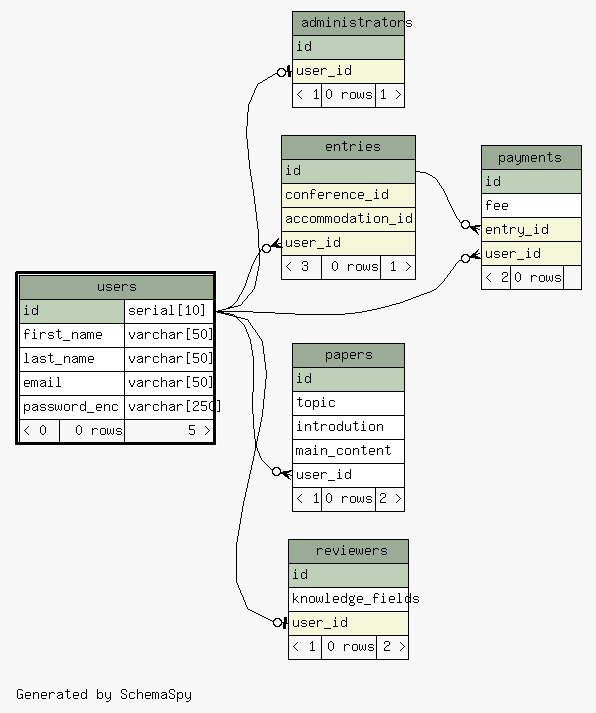 administrators
id
user_id
< 1 0 rows 1 >
entries
id
conference_id
accommodation_id
user_id
< 3 0 rows 1 >
payments
id
fee
entry_id
user_id
< 2 0 rows
users
id serial[10]
first_name varchar[50]
last_name varchar[50]
email varchar[50]
password_enc varchar[250]
< 0 0 rows 5 >
papers
id
topic
introdution
main_content
user_id
< 1 0 rows 2 >
reviewers
id
knowledge_fields
user_id
< 1 0 rows 2 >
Generated by SchemaSpy